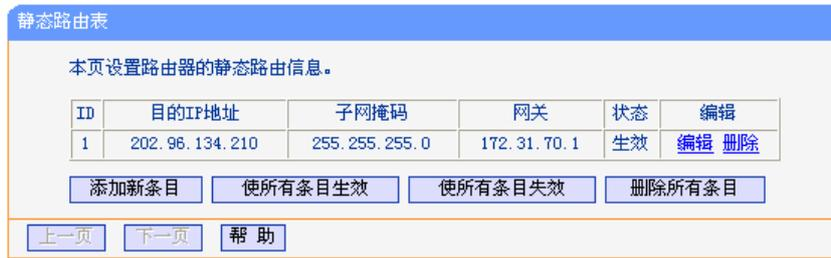 静态路由表
本页设置路由器的静态路由信息。
ID 目的IP地址 子网掩码 网关 状态 编辑
1 202.96.134.210 255.255.255.0 172.31.70.1 生效 编辑 删除
添加新条目 使所有条目生效 使所有条目失效 删除所有条目
上一页 下一页 帮 助